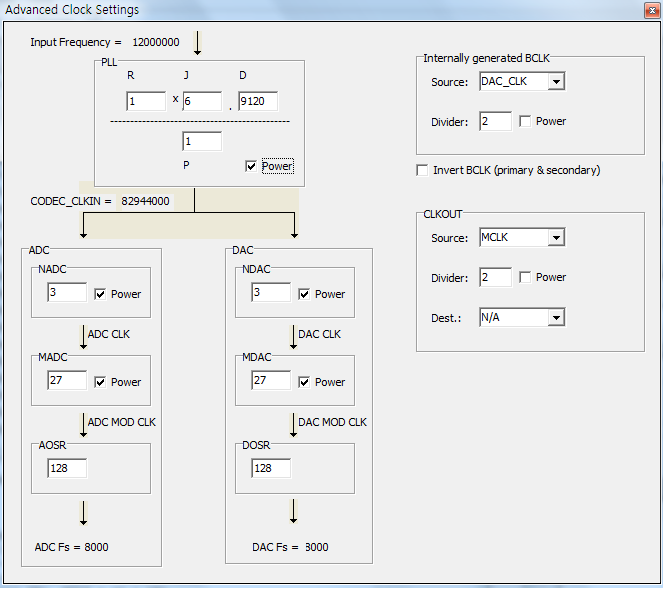 Advanced Clock Settings
Input Frequency = 12000000
PLL
R J D
1 x 6 . 9120
--------------------------------------------
1
P Power
CODEC_CLKIN = 82944000
ADC
NADC
3 Power
ADC CLK
MADC
27 Power
ADC MOD CLK
AOSR
128
ADC Fs = 8000
DAC
NDAC
3 Power
DAC CLK
MDAC
27 Power
DAC MOD CLK
DOSR
128
DAC Fs = 8000
Internally generated BCLK
Source: DAC_CLK
Divider: 2 Power
Invert BCLK (primary & secondary)
CLKOUT
Source: MCLK
Divider: 2 Power
Dest.: N/A